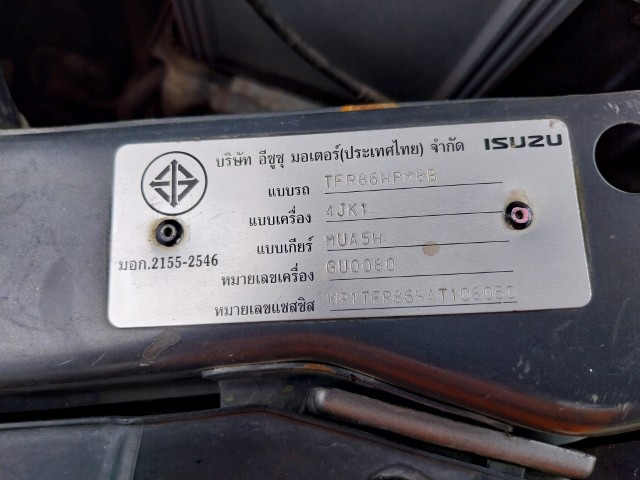 บริษัท อีซูซุ มอเตอร์(ประเทศไทย) จำกัด ISUZU
แบบรถ TFR86HPM8B
แบบเครื่อง 4JK1
แบบเกียร์ MUA5H
มอก.2155-2546
หมายเลขเครื่อง GU0080
หมายเลขแชสซิส MP1TFR86HAT106050